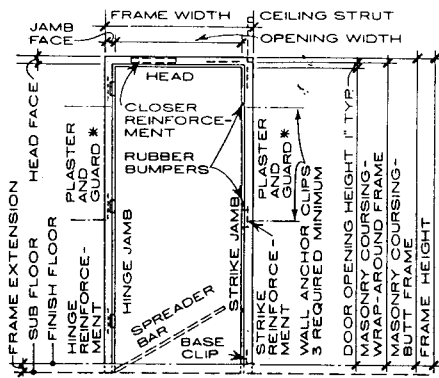 FRAME WIDTH
CEILING STRUT
JAMB
FACE
OPENING WIDTH
HEAD
CLOSER
REINFORCE-
MENT
RUBBER
BUMPERS
HEAD FACE
PLASTER
AND
GUARD*
PLASTER
AND
GUARD*
FRAME EXTENSION
SUB FLOOR
FINISH FLOOR
HINGE
REINFORCE-
MENT
HINGE JAMB
STRIKE JAMB
SPREADER
BAR
BASE
CLIP
STRIKE
REINFORCE-
MENT
WALL ANCHOR CLIPS
3 REQUIRED MINIMUM
DOOR OPENING HEIGHT 1" TYP.
MASONRY COURSING-
WRAP-AROUND FRAME
MASONRY COURSING-
BUTT FRAME
FRAME HEIGHT